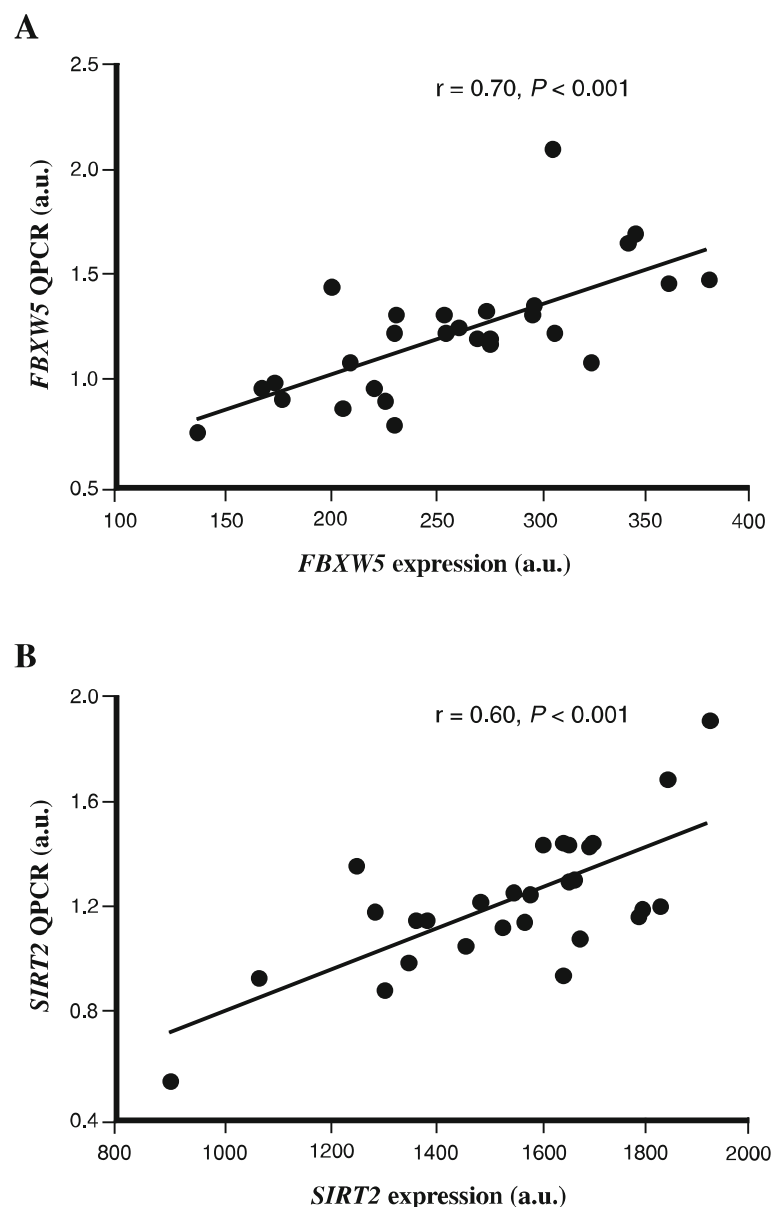 A
2.5
r = 0.70, P < 0.001
2.0
FBXW5 QPCR (a.u.)
1.5
1.0
0.5
100 150 200 250 300 350 400
FBXW5 expression (a.u.)
B
2.0
r = 0.60, P < 0.001
1.6
SIRT2 QPCR (a.u.)
1.2
0.8
0.4
800 1000 1200 1400 1600 1800 2000
SIRT2 expression (a.u.)